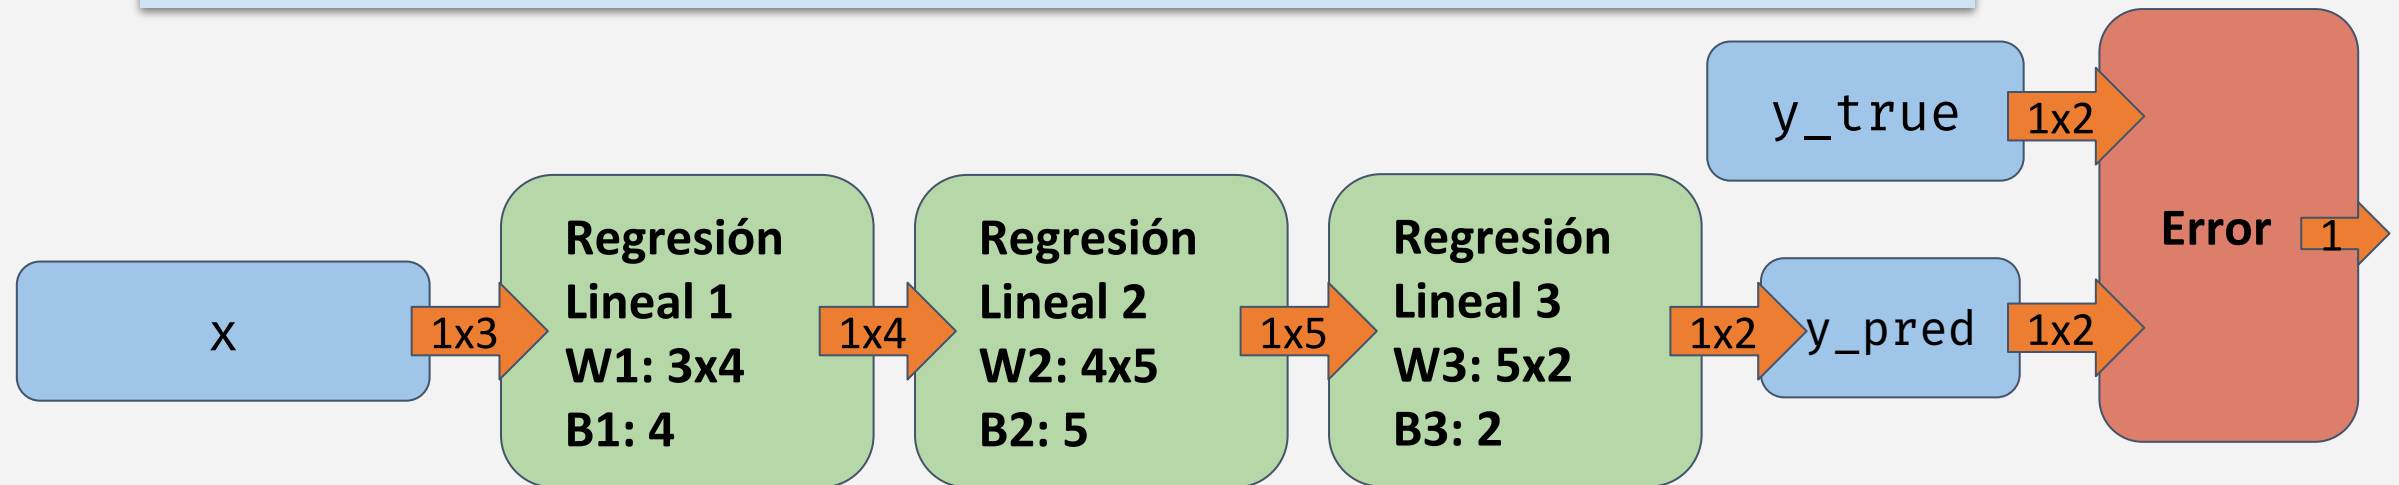 x
1x3
Regresión
Lineal 1
W1: 3x4
B1: 4
1x4
Regresión
Lineal 2
W2: 4x5
B2: 5
1x5
Regresión
Lineal 3
W3: 5x2
B3: 2
1x2
y_pred
1x2
y_true
1x2
Error
1